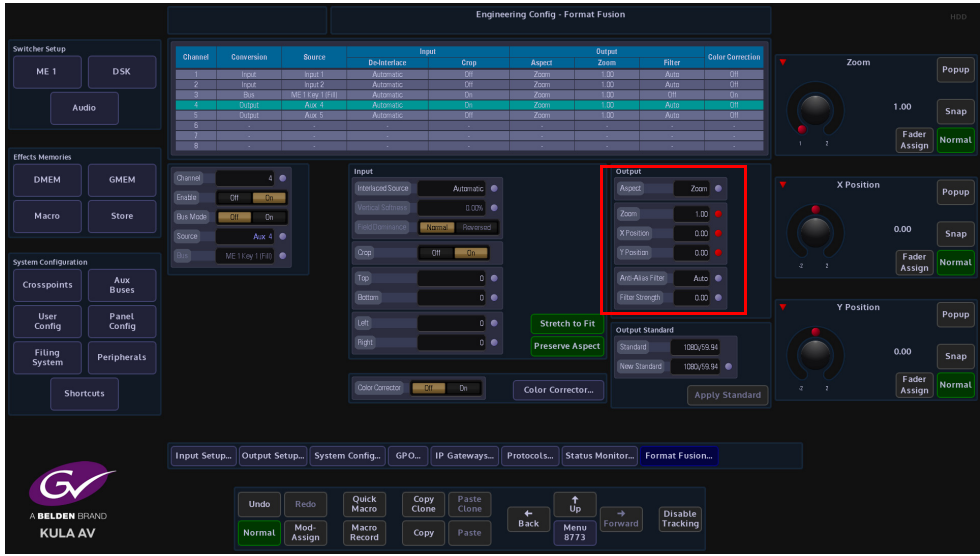 Engineering Config - Format Fusion
HDD
Switcher Setup
ME 1 DSK
Audio
Effects Memories
DMEM GMEM
Macro Store
System Configuration
Crosspoints Aux Buses
User Config Panel Config
Filing System Peripherals
Shortcuts
Input Output
Channel Conversion Source De-Interlace Crop Aspect Zoom Filter Color Correction
1 Input Input 1 Automatic Off Zoom 1.00 Auto Off
2 Input Input 2 Automatic Off Zoom 1.00 Auto Off
3 Bus ME 1 Key 1 (Fill) Automatic On Zoom 1.00 Off On
4 Output Aux 4 Automatic On Zoom 1.00 Auto Off
5 Output Aux 5 Automatic Off Zoom 1.00 Auto Off
6 - - - - - - - -
7 - - - - - - - -
8 - - - - - - - -
Channel 4
Enable Off On
Bus Mode Off On
Source Aux 4
Bus ME 1 Key 1 (Fill)
Input
Interlaced Source Automatic
Vertical Softness 0.00%
Field Dominance Normal Reversed
Crop Off On
Top 0
Bottom 0
Left 0
Right 0
Stretch to Fit
Preserve Aspect
Color Corrector Off On
Color Corrector...
Output
Aspect Zoom
Zoom 1.00
X Position 0.00
Y Position 0.00
Anti-Alias Filter Auto
Filter Strength 0.00
Output Standard
Standard 1080i/59.94
New Standard 1080i/59.94
Apply Standard
Zoom
Popup
1.00
Snap
1 2
Fader Assign
Normal
X Position
Popup
0.00
Snap
-2 2
Fader Assign
Normal
Y Position
Popup
0.00
Snap
-2 2
Fader Assign
Normal
Input Setup... Output Setup... System Config... GPO... IP Gateways... Protocols... Status Monitor... Format Fusion...
GV
A BELDEN BRAND
KULA AV
Undo Redo Quick Macro Copy Clone Paste Clone
Normal Mod-Assign Macro Record Copy Paste
Back
Up
Menu 8773
Forward
Disable Tracking